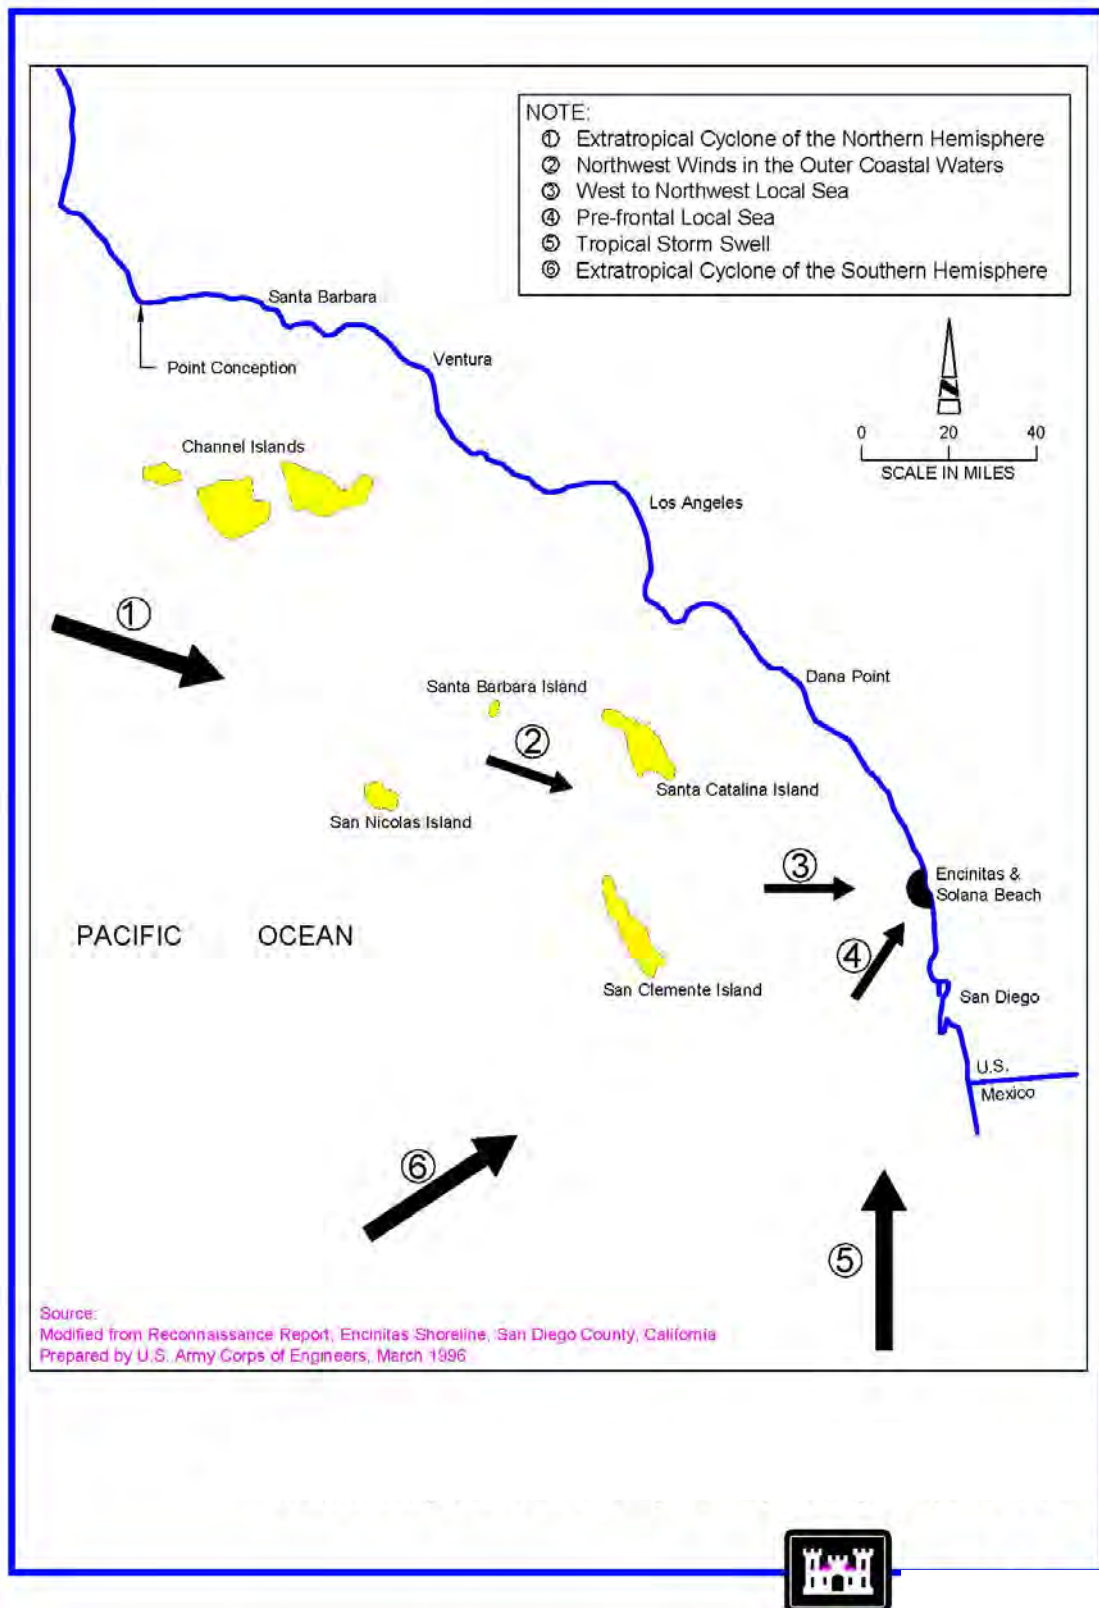 NOTE:
① Extratropical Cyclone of the Northern Hemisphere
② Northwest Winds in the Outer Coastal Waters
③ West to Northwest Local Sea
④ Pre-frontal Local Sea
⑤ Tropical Storm Swell
⑥ Extratropical Cyclone of the Southern Hemisphere
Santa Barbara
Point Conception
Ventura
N
0 20 40
SCALE IN MILES
Channel Islands
Los Angeles
①
Santa Barbara Island
Dana Point
②
Santa Catalina Island
San Nicolas Island
③
Encinitas &
Solana Beach
PACIFIC OCEAN
④
San Clemente Island
San Diego
U.S.
Mexico
⑥
⑤
Source:
Modified from Reconnaissance Report, Encinitas Shoreline, San Diego County, California
Prepared by U.S. Army Corps of Engineers, March 1996